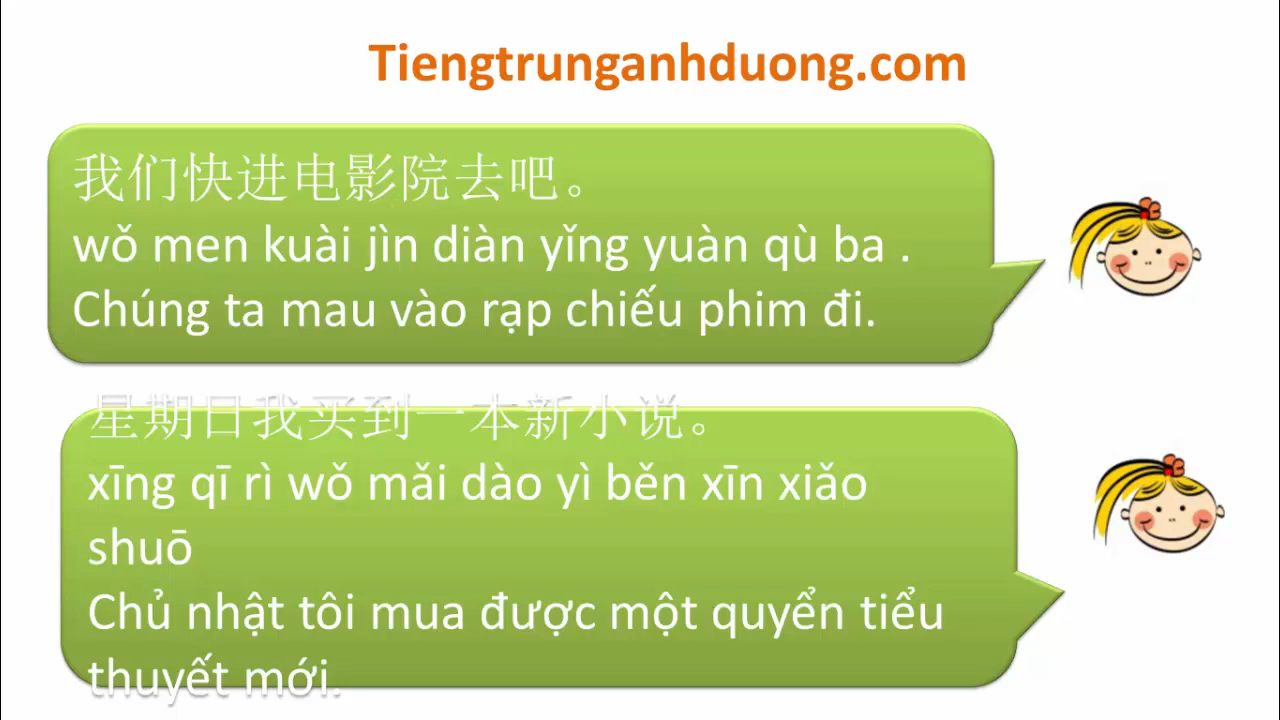 Tiengtrunganhduong.com
我们快进电影院去吧。
wǒ men kuài jìn diàn yǐng yuàn qù ba .
Chúng ta mau vào rạp chiếu phim đi.
星期日我买到一本新小说。
xīng qī rì wǒ mǎi dào yì běn xīn xiǎo
shuō
Chủ nhật tôi mua được một quyển tiểu
thuyết mới.